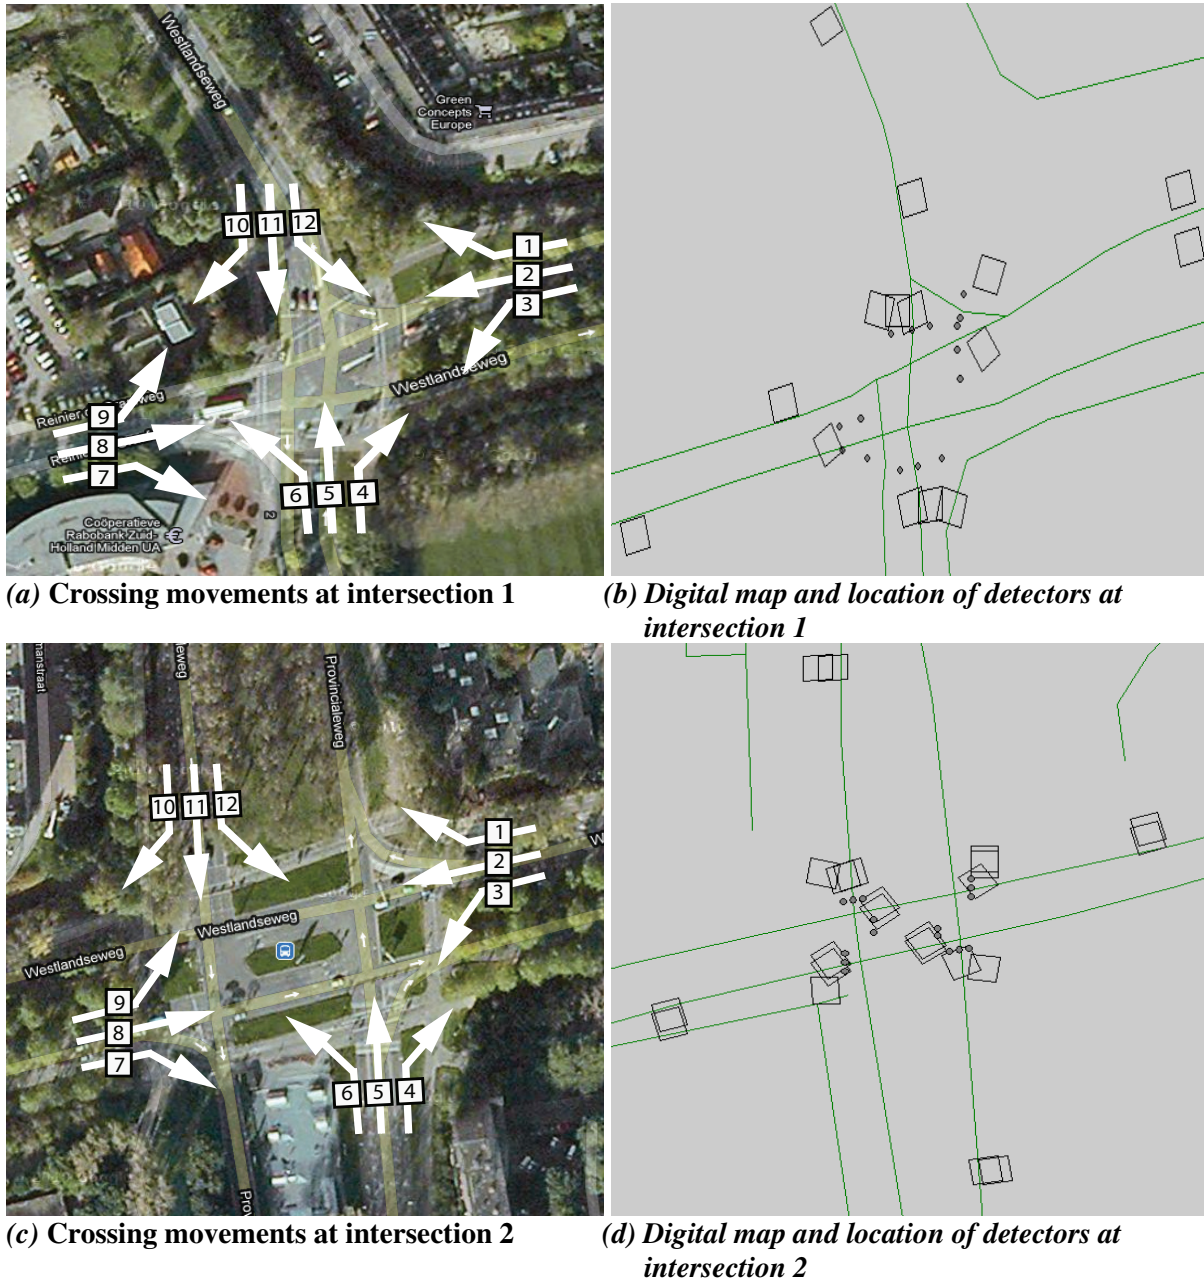 Westlandseweg
Green
Concepts
Europe
10 11 12
1
2
3
Westlandseweg
9
8
7
6 5 4
2
Coöperatieve
Rabobank Zuid-
Holland Midden UA
(a) Crossing movements at intersection 1
(b) Digital map and location of detectors at
intersection 1
manstraat
leweg
Provincialeweg
10 11 12
1
2
3
Westlandseweg
Westlandseweg
9
8
7
6 5 4
(c) Crossing movements at intersection 2
(d) Digital map and location of detectors at
intersection 2